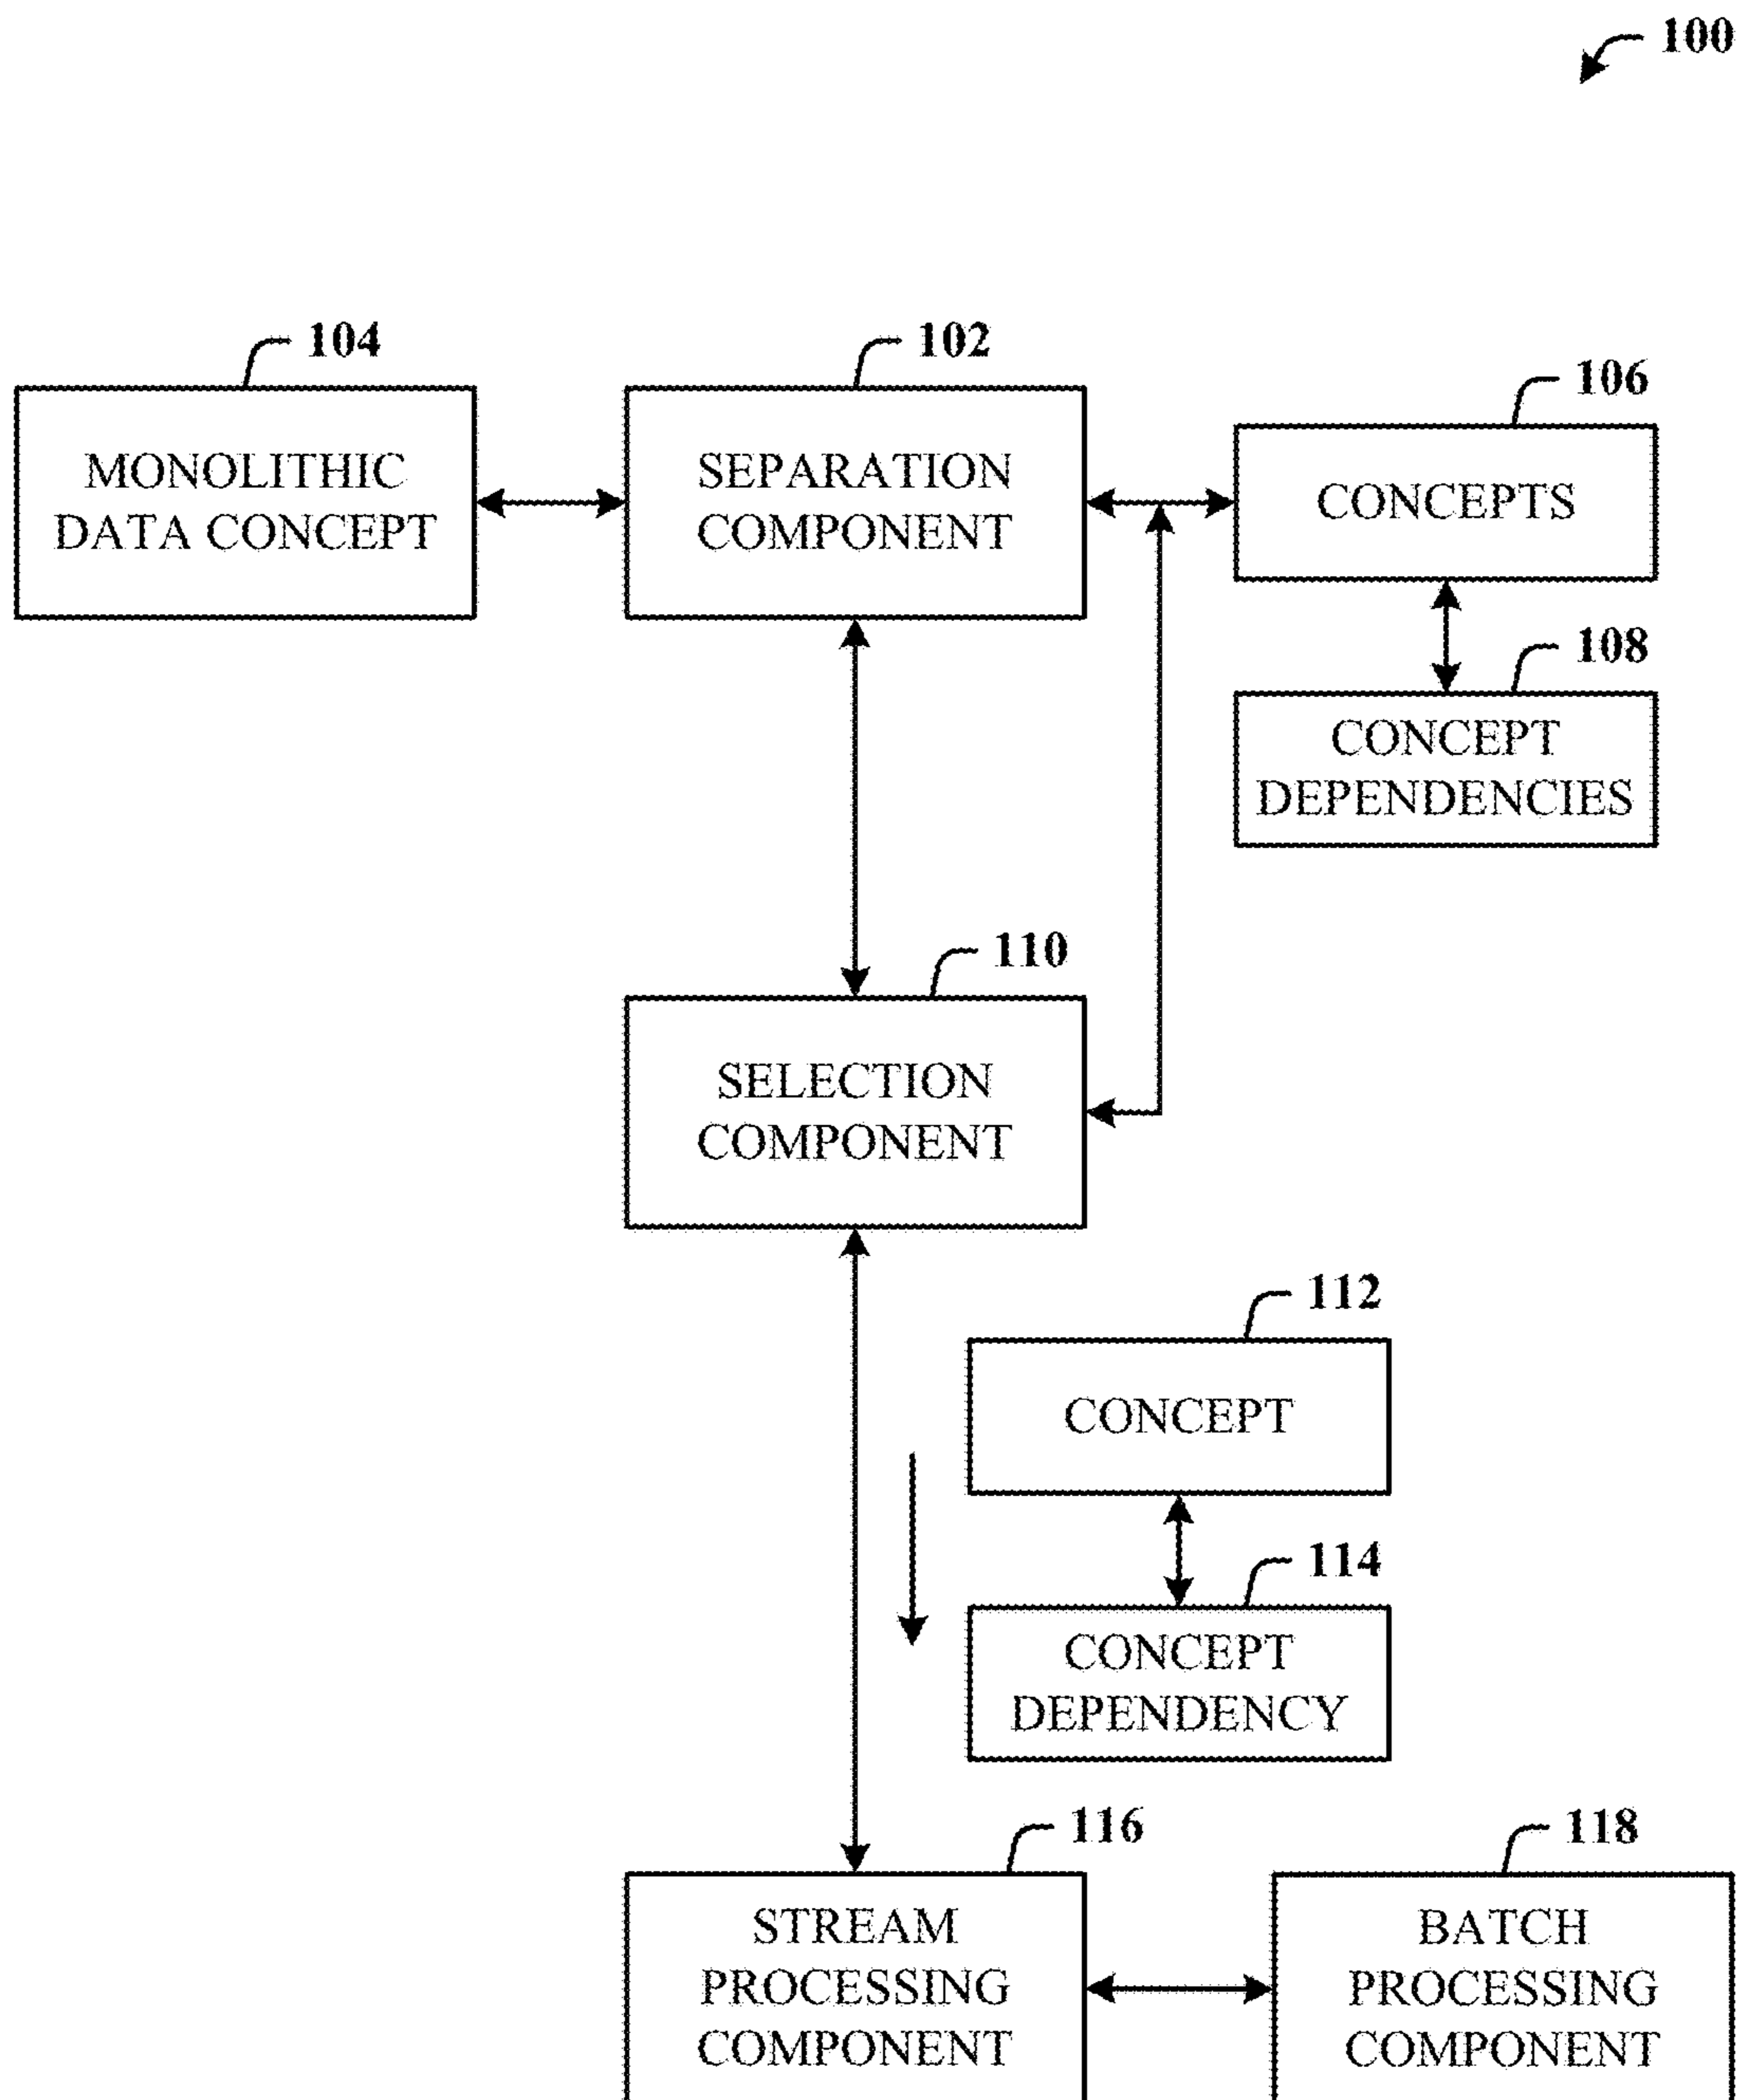 100
104
102
106
MONOLITHIC
DATA CONCEPT
SEPARATION
COMPONENT
CONCEPTS
108
CONCEPT
DEPENDENCIES
110
SELECTION
COMPONENT
112
CONCEPT
114
CONCEPT
DEPENDENCY
116
118
STREAM
PROCESSING
COMPONENT
BATCH
PROCESSING
COMPONENT